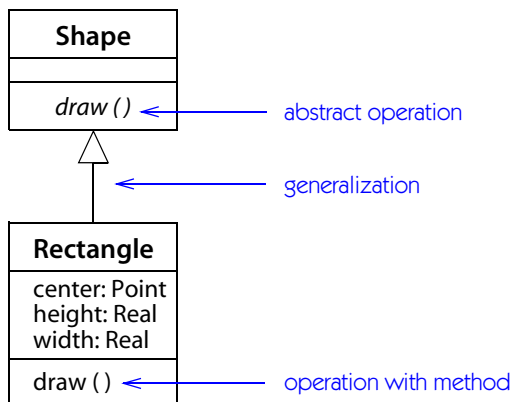 Shape
draw ( )
abstract operation
generalization
Rectangle
center: Point
height: Real
width: Real
draw ( )
operation with method